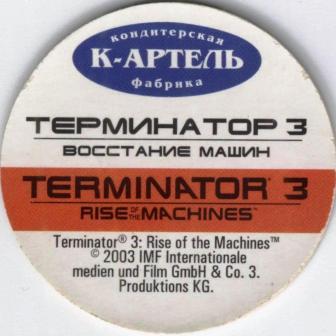 кондитерская
К-АРТЕЛЬ
фабрика
ТЕРМИНАТОР 3
ВОССТАНИЕ МАШИН
TERMINATOR® 3
RISE OF THE MACHINES™
Terminator® 3: Rise of the Machines™
© 2003 IMF Internationale
medien und Film GmbH & Co. 3.
Produktions KG.